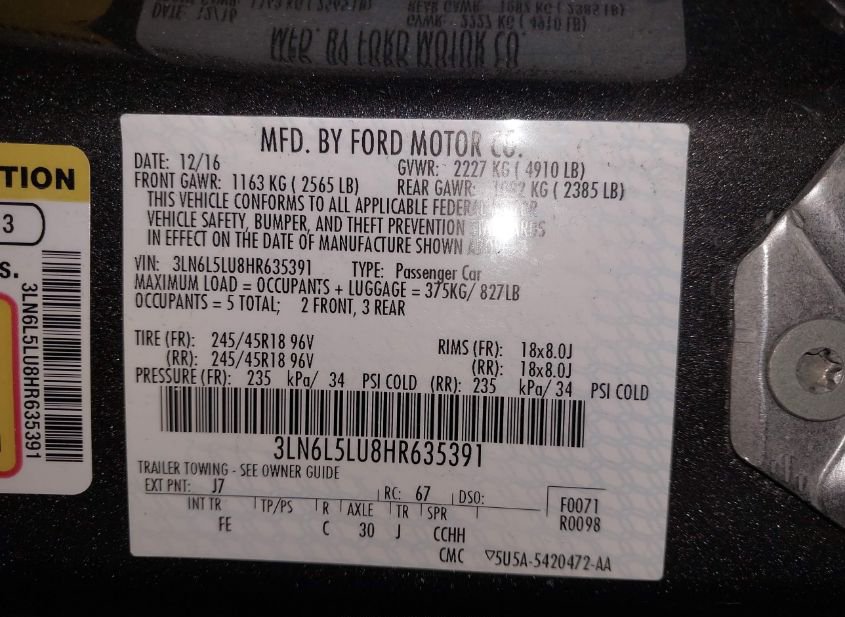 MFD. BY FORD MOTOR CO.
DATE: 12/16
GVWR: 2227 KG ( 4910 LB)
FRONT GAWR: 1163 KG ( 2565 LB)
REAR GAWR: KG ( 2385 LB)
THIS VEHICLE CONFORMS TO ALL APPLICABLE FEDERAL MOTOR
VEHICLE SAFETY, BUMPER, AND THEFT PREVENTION STANDARDS
IN EFFECT ON THE DATE OF MANUFACTURE SHOWN
VIN: 3LN6L5LU8HR635391 TYPE: Passenger Car
MAXIMUM LOAD = OCCUPANTS + LUGGAGE = 375KG/ 827LB
OCCUPANTS = 5 TOTAL; 2 FRONT, 3 REAR
TIRE (FR): 245/45R18 96V RIMS (FR): 18x8.0J
(RR): 245/45R18 96V (RR): 18x8.0J
PRESSURE (FR): 235 kPa/ 34 PSI COLD (RR): 235 kPa/ 34 PSI COLD
3LN6L5LU8HR635391
TRAILER TOWING - SEE OWNER GUIDE
EXT PNT: J7 RC: 67 DSO: F0071
INT TR TP/PS R AXLE TR SPR R0098
FE C 30 J CCHH
CMC ▽5U5A-5420472-AA
TION
3
S.
3LN6L5LU8HR635391